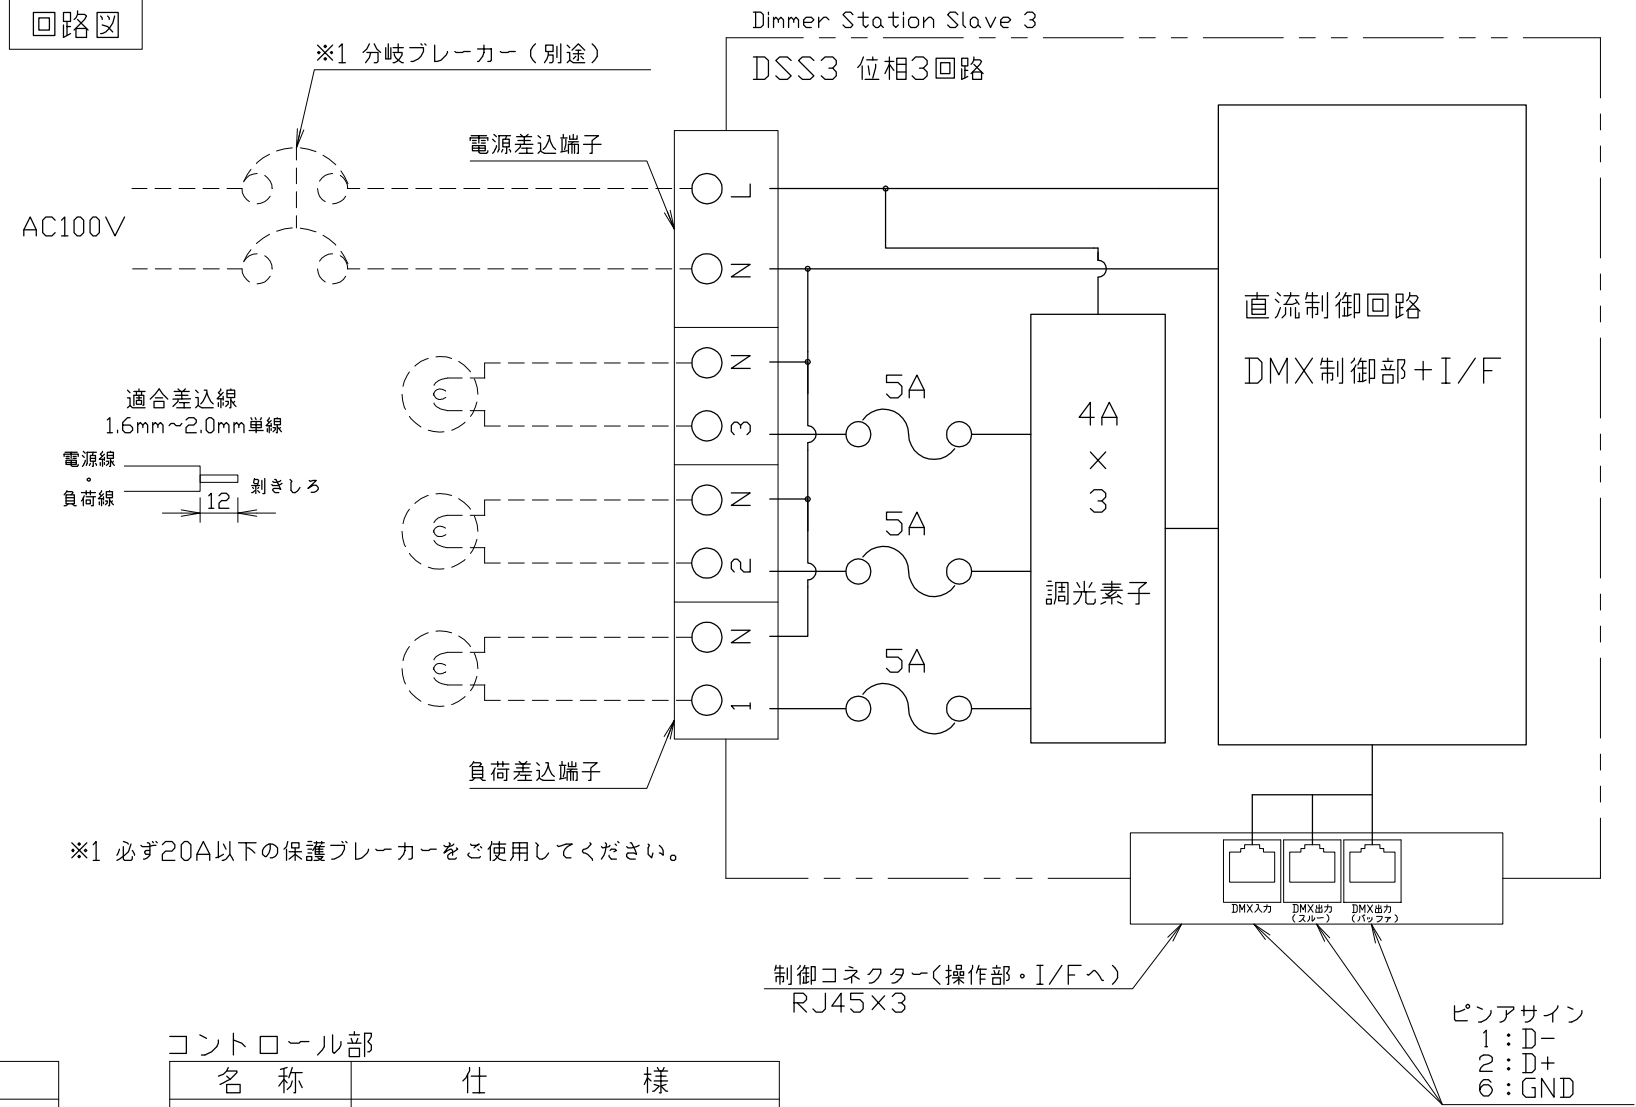 回路図
Dimmer Station Slave 3
※1 分岐ブレーカー（別途）
DSS3 位相3回路
電源差込端子
L
AC100V
N
直流制御回路
DMX制御部＋I/F
N
5A
適合差込線
1.6mm～2.0mm単線
4A
×
3
3
電源線
・
負荷線
12
剝きしろ
N
5A
2
調光素子
N
5A
1
負荷差込端子
※1 必ず20A以下の保護ブレーカーをご使用してください。
DMX入力
DMX出力
(スルー)
DMX出力
(バッファ)
制御コネクター(操作部・I/Fへ)
RJ45×3
ピンアサイン
1：D-
2：D+
6：GND
コントロール部
名 称
仕 様